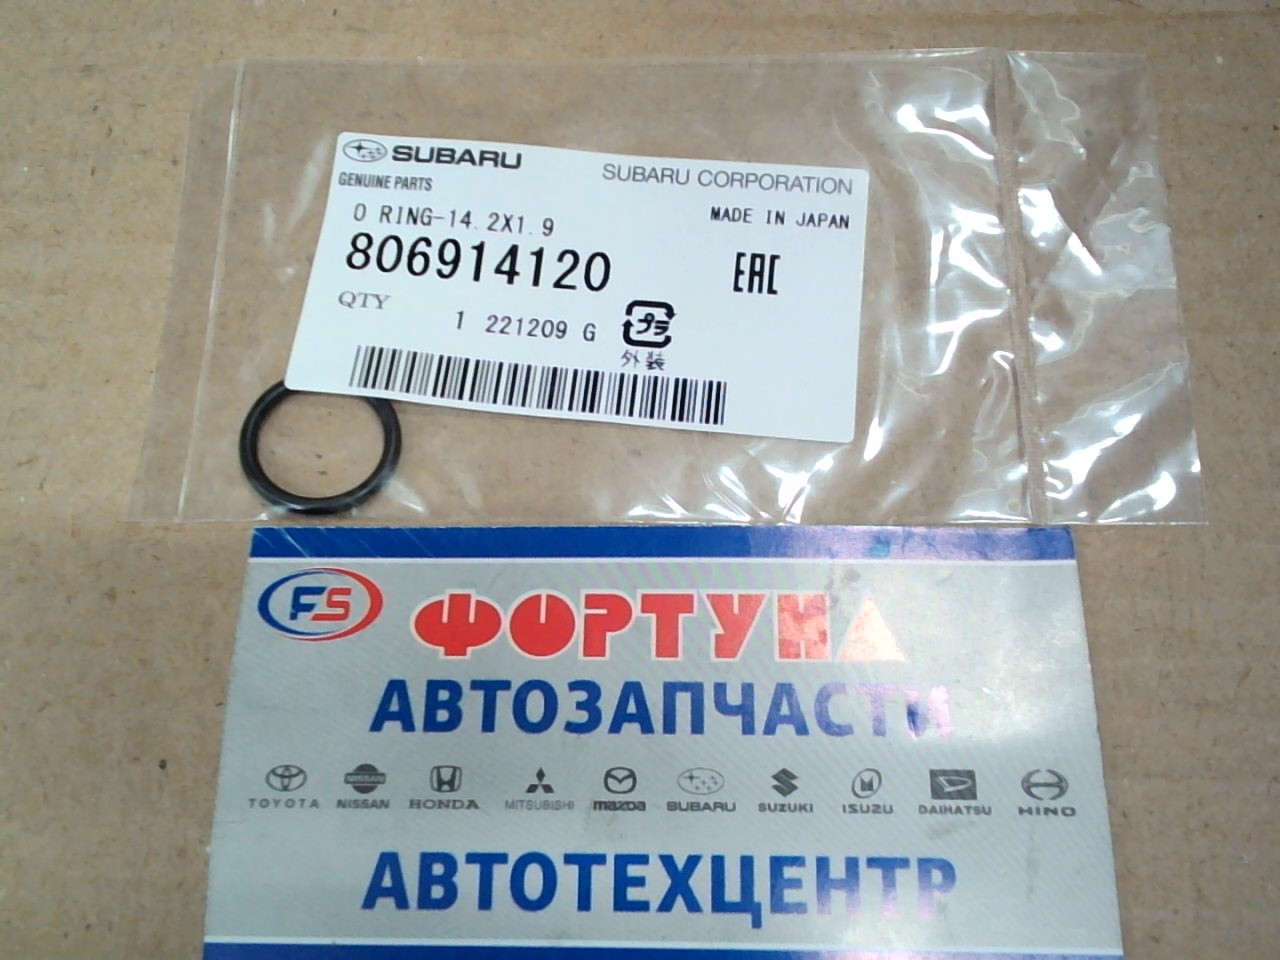 SUBARU SUBARU CORPORATION
GENUINE PARTS
O RING-14.2X1.9 MADE IN JAPAN
806914120 EAC
QTY 1 221209 G プラ
外装
FS ФОРТУНА
АВТОЗАПЧАСТИ
TOYOTA NISSAN HONDA MITSUBISHI mazda SUBARU SUZUKI ISUZU DAIHATSU HINO
АВТОТЕХЦЕНТР